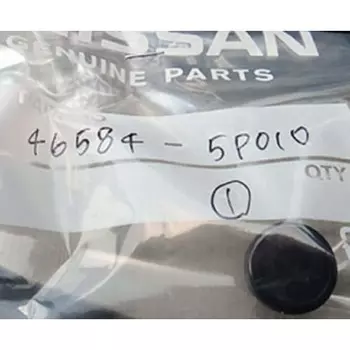 NISSAN
GENUINE PARTS
46584 - 5P010
QTY
1